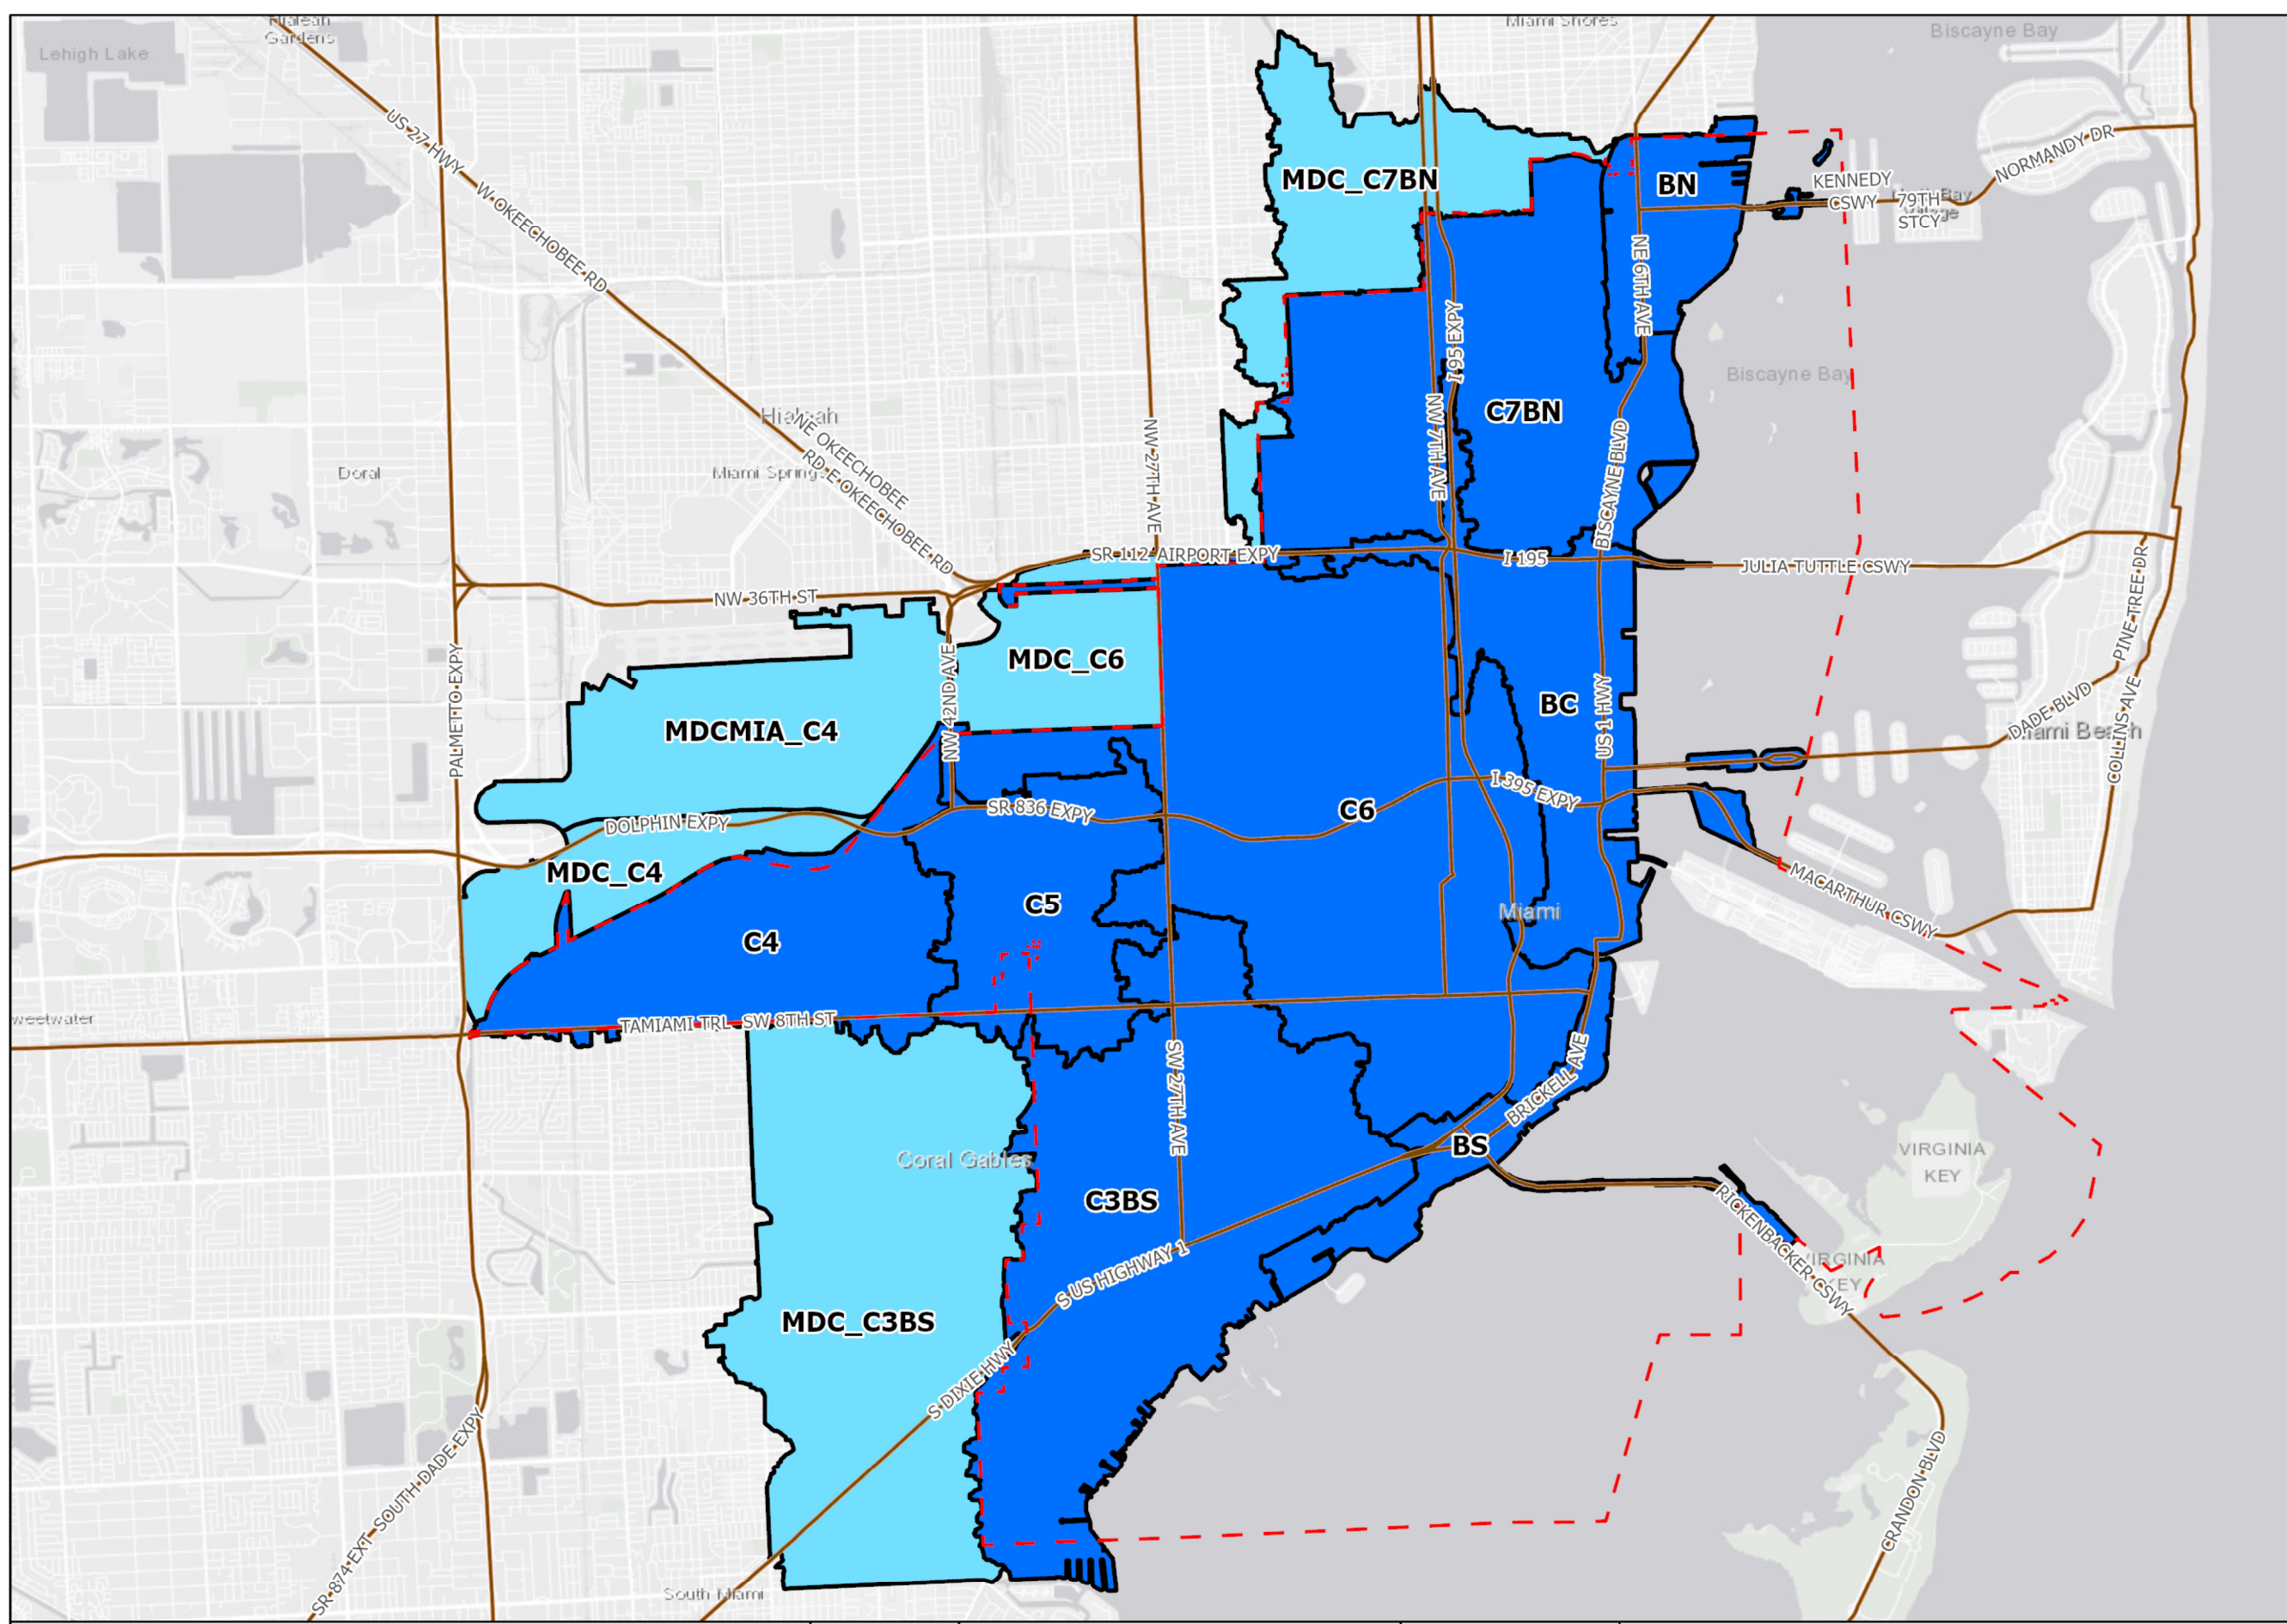 Hialean
Gardens
Miami Shores
Biscayne Bay
Lehigh Lake
US 27 HWY
W OKEECHOBEE RD
MDC_C7BN
BN
NORMANDY DR
KENNEDY
CSWY
79TH
STCY
Village
NE 6TH AVE
I 95 EXPY
Biscayne Bay
C7BN
NW 7TH AVE
BISCAYNE BLVD
Hialeah
NE OKEECHOBEE
RD E OKEECHOBEE RD
Doral
Miami Springs
NW 27TH AVE
SR 112 AIRPORT EXPY
I 195
JULIA TUTTLE CSWY
NW 36TH ST
PINE TREE DR
PALMETTO EXPY
NW 42ND AVE
MDC_C6
MDCMIA_C4
BC
US 1 HWY
DADE BLVD
Miami Beach
COLLINS AVE
DOLPHIN EXPY
SR 836 EXPY
I 395 EXPY
C6
MDC_C4
MACARTHUR CSWY
C5
C4
Miami
weetwater
TAMIAMI TRL
SW 8TH ST
SW 27TH AVE
BRICKELL AVE
BS
Coral Gables
VIRGINIA
KEY
C3BS
RICKENBACKER CSWY
VIRGINIA
KEY
S US HIGHWAY 1
MDC_C3BS
S DIXIE HWY
CRANDON BLVD
SR 874 EXT
SOUTH DADE EXPY
South Miami